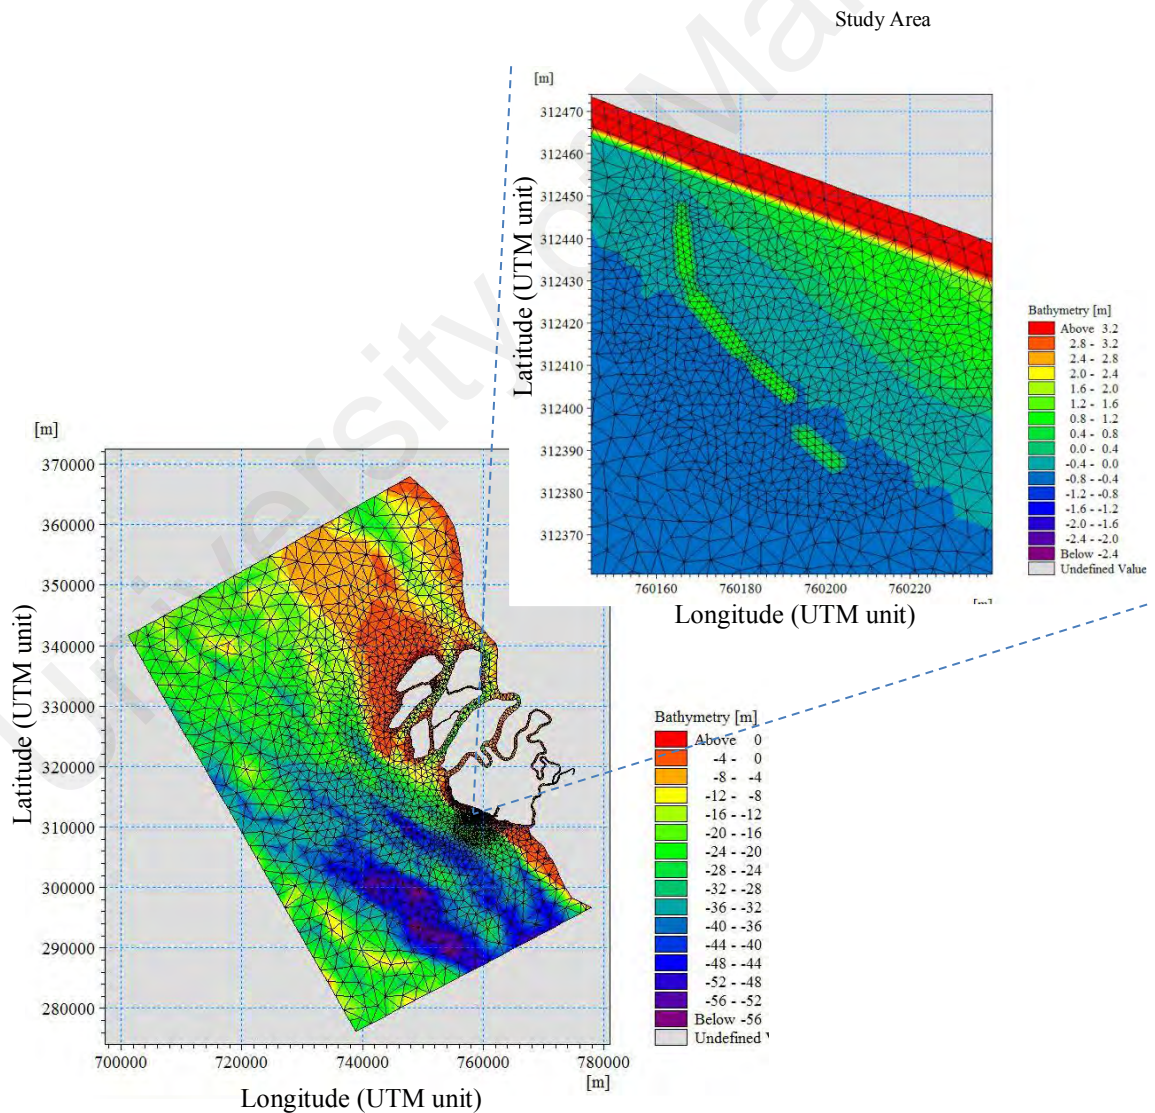 Study Area
[m]
312470
312460
312450
312440
312430
312420
312410
312400
312390
312380
312370
Latitude (UTM unit)
760160
760180
760200
760220
Longitude (UTM unit)
Bathymetry [m]
Above 3.2
2.8 - 3.2
2.4 - 2.8
2.0 - 2.4
1.6 - 2.0
1.2 - 1.6
0.8 - 1.2
0.4 - 0.8
0.0 - 0.4
-0.4 - 0.0
-0.8 - -0.4
-1.2 - -0.8
-1.6 - -1.2
-2.0 - -1.6
-2.4 - -2.0
Below -2.4
Undefined Value
[m]
370000
360000
350000
340000
330000
320000
310000
300000
290000
280000
Latitude (UTM unit)
700000
720000
740000
760000
780000
[m]
Longitude (UTM unit)
Bathymetry [m]
Above 0
-4 - 0
-8 - -4
-12 - -8
-16 - -12
-20 - -16
-24 - -20
-28 - -24
-32 - -28
-36 - -32
-40 - -36
-44 - -40
-48 - -44
-52 - -48
-56 - -52
Below -56
Undefined
University of Ma